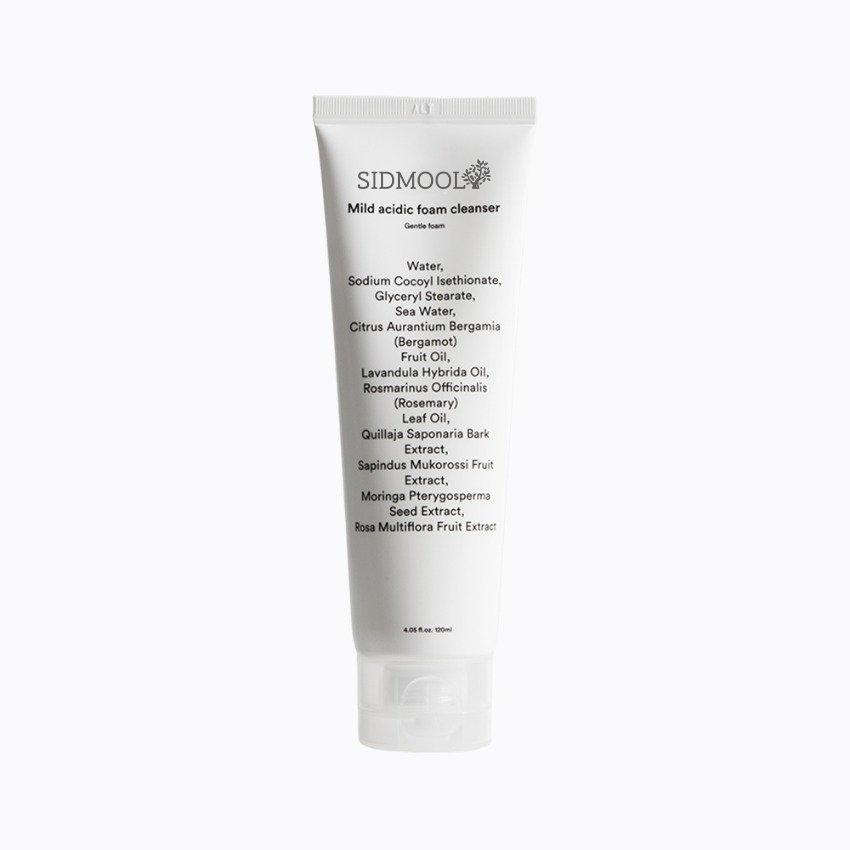 ALT
SIDMOOL
Mild acidic foam cleanser
Gentle foam
Water,
Sodium Cocoyl Isethionate,
Glyceryl Stearate,
Sea Water,
Citrus Aurantium Bergamia
(Bergamot)
Fruit Oil,
Lavandula Hybrida Oil,
Rosmarinus Officinalis
(Rosemary)
Leaf Oil,
Quillaja Saponaria Bark
Extract,
Sapindus Mukorossi Fruit
Extract,
Moringa Pterygosperma
Seed Extract,
Rosa Multiflora Fruit Extract
4.05 fl.oz. 120ml